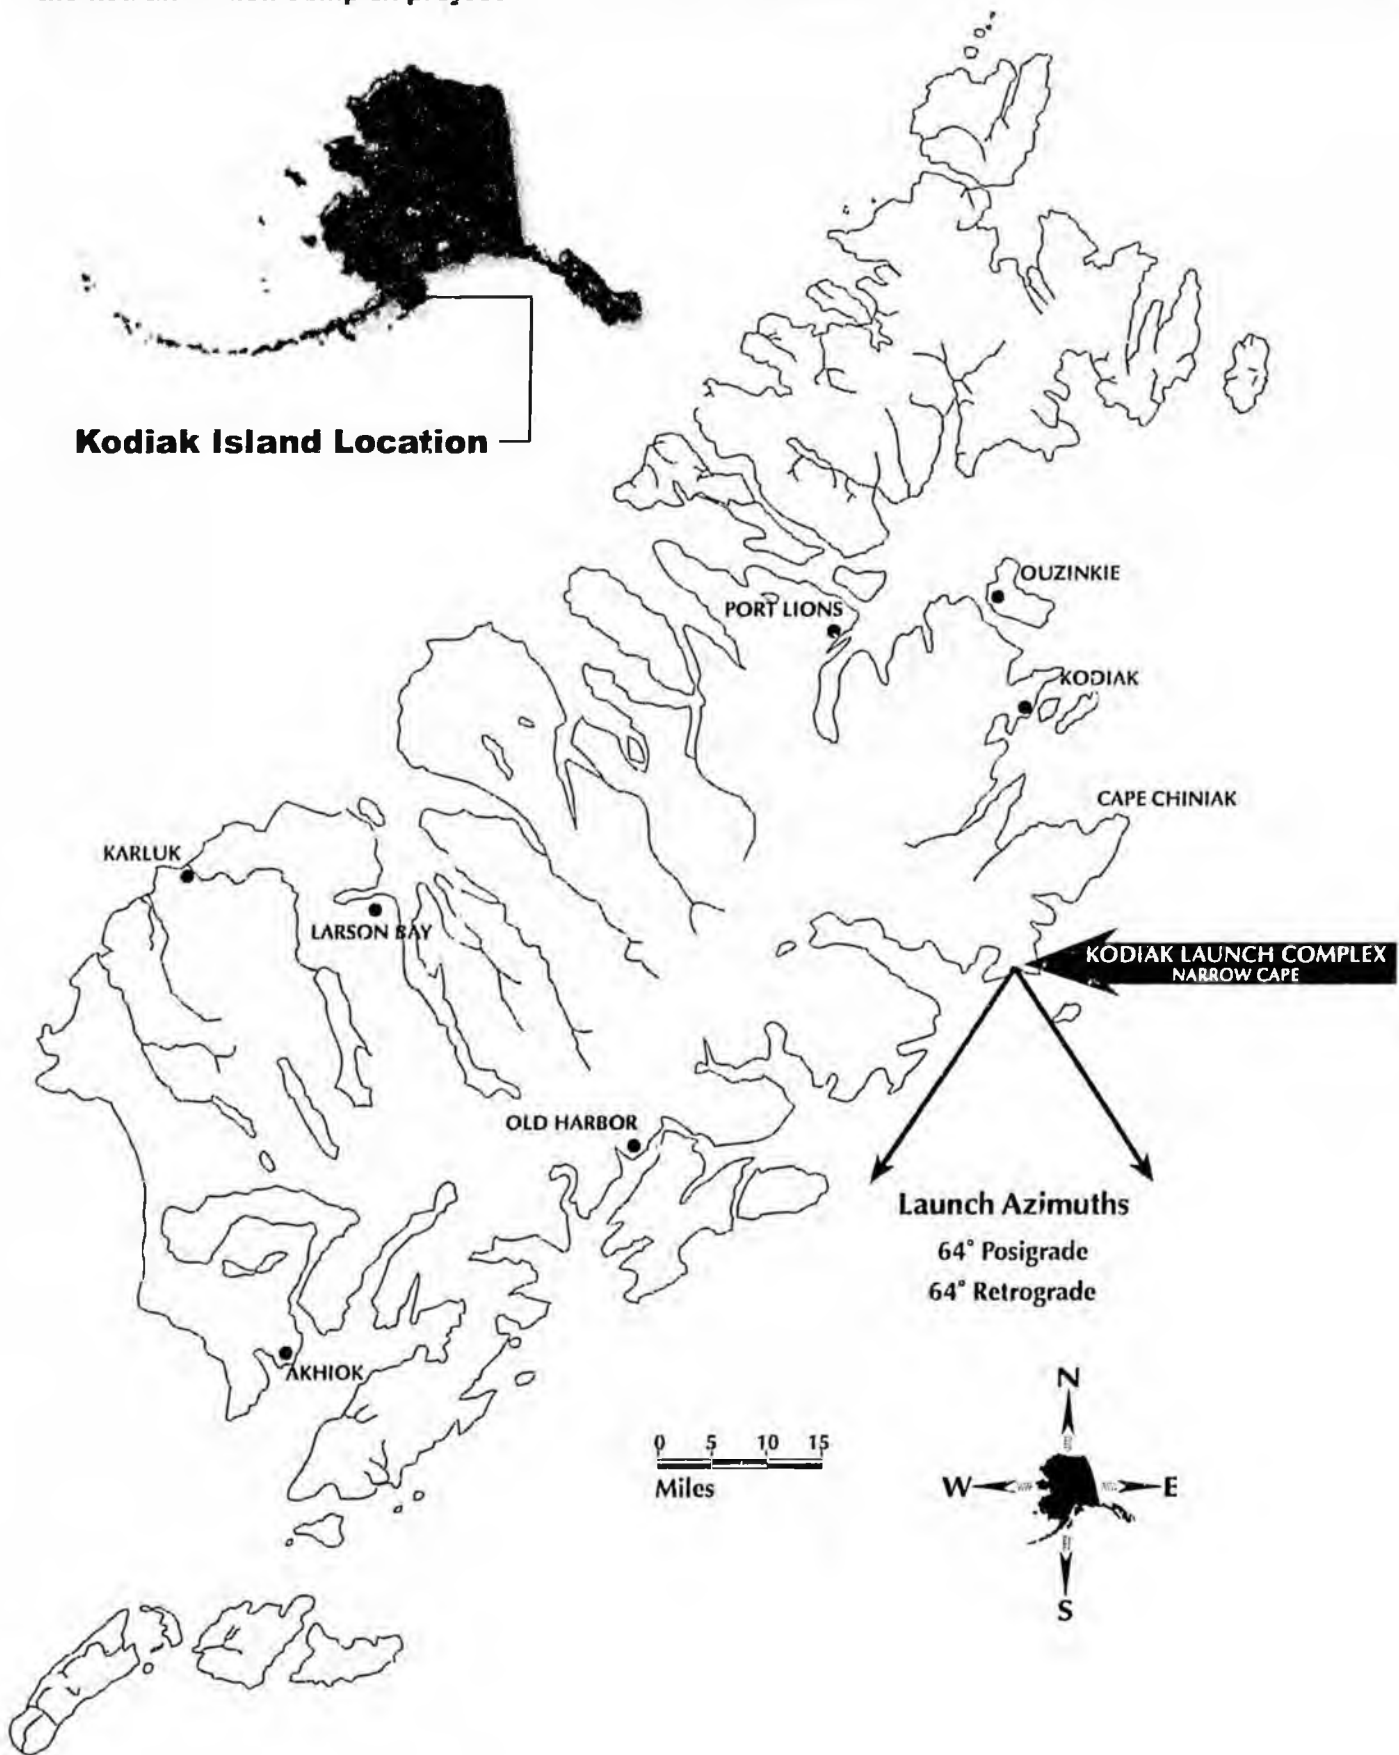 Kodiak Island Location
OUZINKIE
PORT LIONS
KODIAK
CAPE CHINIAK
KARLUK
LARSON BAY
KODIAK LAUNCH COMPLEX
NARROW CAPE
OLD HARBOR
Launch Azimuths
64° Posigrade
64° Retrograde
AKHIOK
0 5 10 15
Miles
N
W E
S